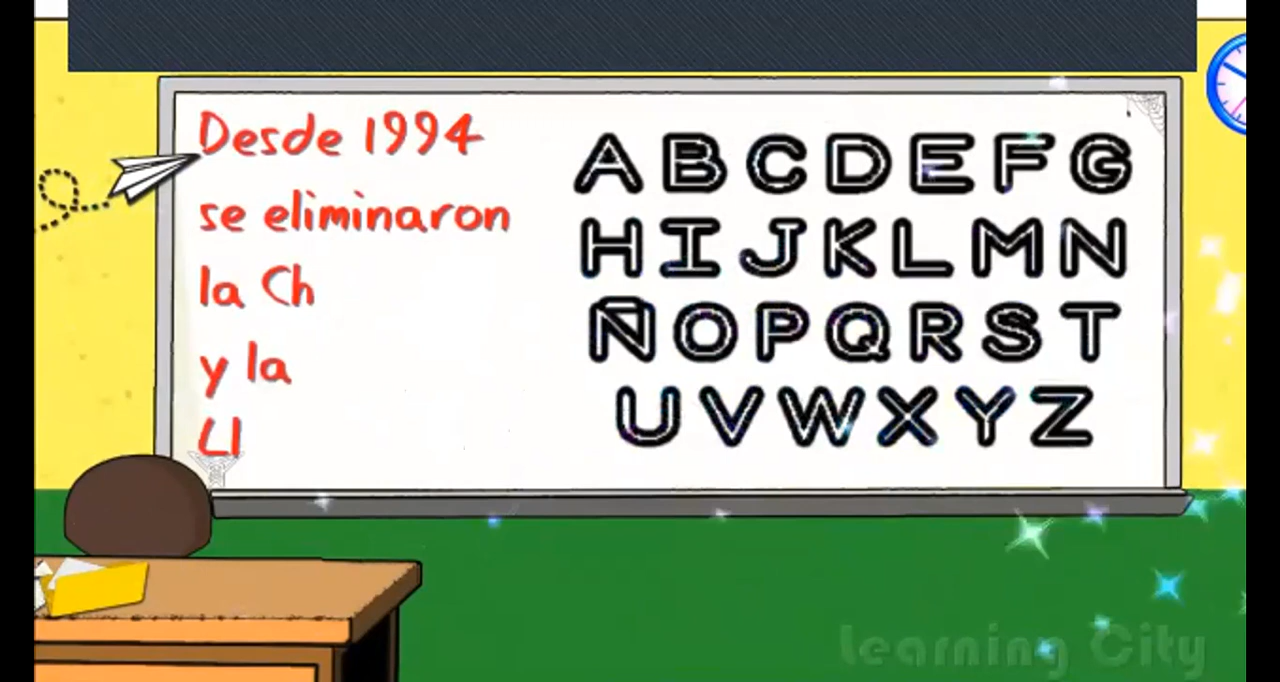 Desde 1994
se eliminaron
la Ch
y la
Ll
A B C D E F G
H I J K L M N
Ñ O P Q R S T
U V W X Y Z
Learning City